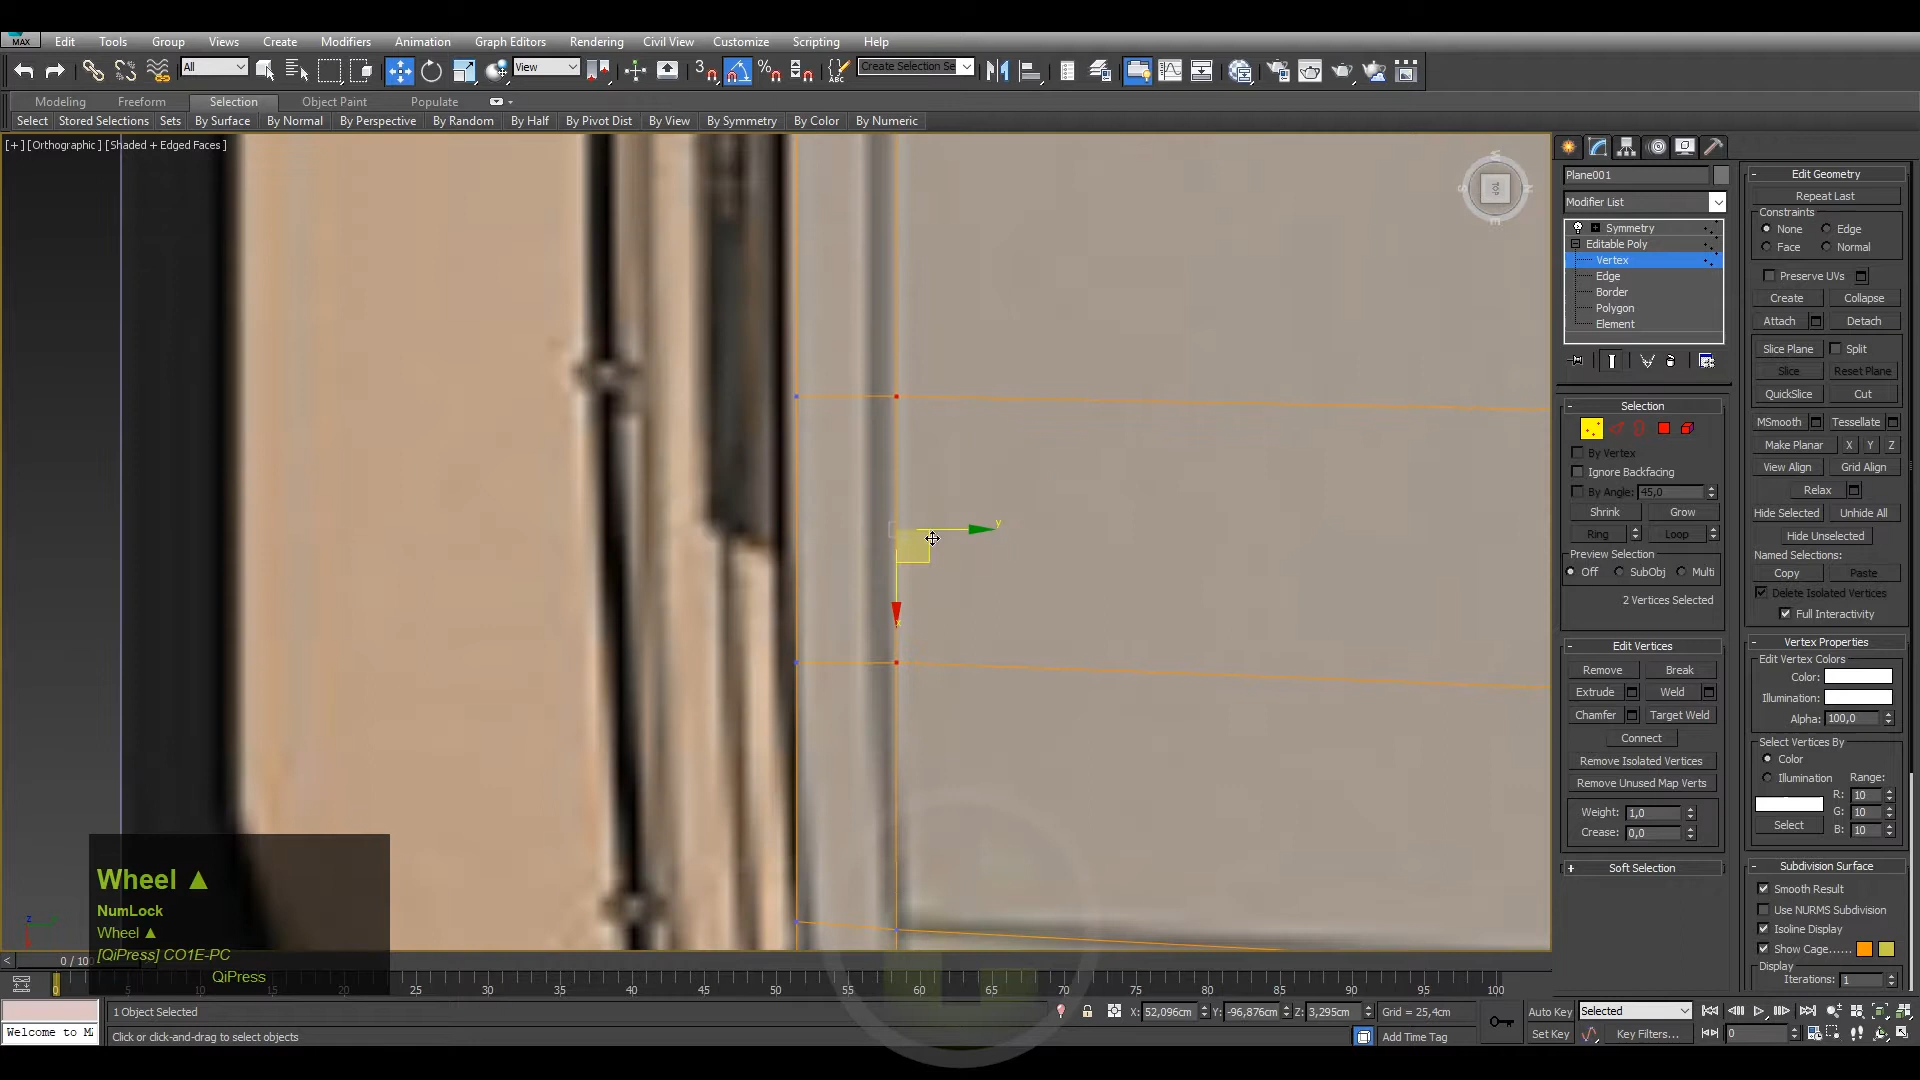 MAX Edit Tools Group Views Create Modifiers Animation Graph Editors Rendering Civil View Customize Scripting Help
All View 3 % ABC Create Selection Se
Modeling Freeform Selection Object Paint Populate
Select Stored Selections Sets By Surface By Normal By Perspective By Random By Half By Pivot Dist By View By Symmetry By Color By Numeric
[+] [Orthographic] [Shaded + Edged Faces]
TOP
y
x
Wheel ▲
NumLock
Wheel ▲
[QiPress] CO1E-PC
QiPress
z
Plane001
Modifier List
Symmetry
Editable Poly
Vertex
Edge
Border
Polygon
Element
Selection
By Vertex
Ignore Backfacing
By Angle: 45,0
Shrink Grow
Ring Loop
Preview Selection
Off SubObj Multi
2 Vertices Selected
Edit Vertices
Remove Break
Extrude Weld
Chamfer Target Weld
Connect
Remove Isolated Vertices
Remove Unused Map Verts
Weight: 1,0
Crease: 0,0
Soft Selection
Edit Geometry
Repeat Last
Constraints
None Edge
Face Normal
Preserve UVs
Create Collapse
Attach Detach
Slice Plane Split
Slice Reset Plane
QuickSlice Cut
MSmooth Tessellate
Make Planar X Y Z
View Align Grid Align
Relax
Hide Selected Unhide All
Hide Unselected
Named Selections:
Copy Paste
Delete Isolated Vertices
Full Interactivity
Vertex Properties
Edit Vertex Colors
Color:
Illumination:
Alpha: 100,0
Select Vertices By
Color
Illumination Range:
R: 10
G: 10
B: 10
Select
Subdivision Surface
Smooth Result
Use NURMS Subdivision
Isoline Display
Show Cage......
Display
Iterations: 1
0 / 100
0 20 25 30 35 40 45 50 55 60 65 70 75 80 85 90 95 100
1 Object Selected X: 52,096cm Y: -96,876cm Z: 3,295cm Grid = 25,4cm Auto Key Selected
Welcome to M Click or click-and-drag to select objects Add Time Tag Set Key Key Filters... 0